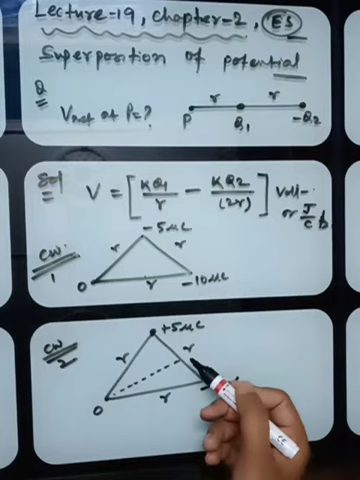 Lecture-19, chapter-2, ES
Superposition of potential
Q
Vnet at P=?
r r
P Q1 -Q2
Sol V = [KQ1/r - KQ2/(2r)] Volt
or J/C
CW
1
-5μC
r r
O r -10μC
CW
2
+5μC
r r
O r